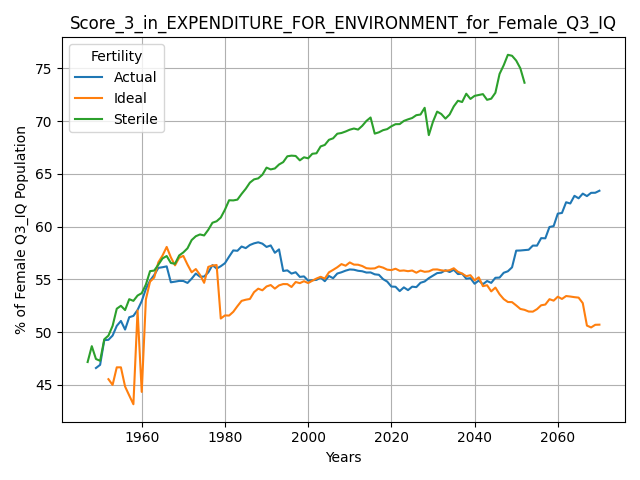 Score_3_in_EXPENDITURE_FOR_ENVIRONMENT_for_Female_Q3_IQ
Fertility
Actual
Ideal
Sterile
% of Female Q3_IQ Population
75
70
65
60
55
50
45
1960
1980
2000
2020
2040
2060
Years